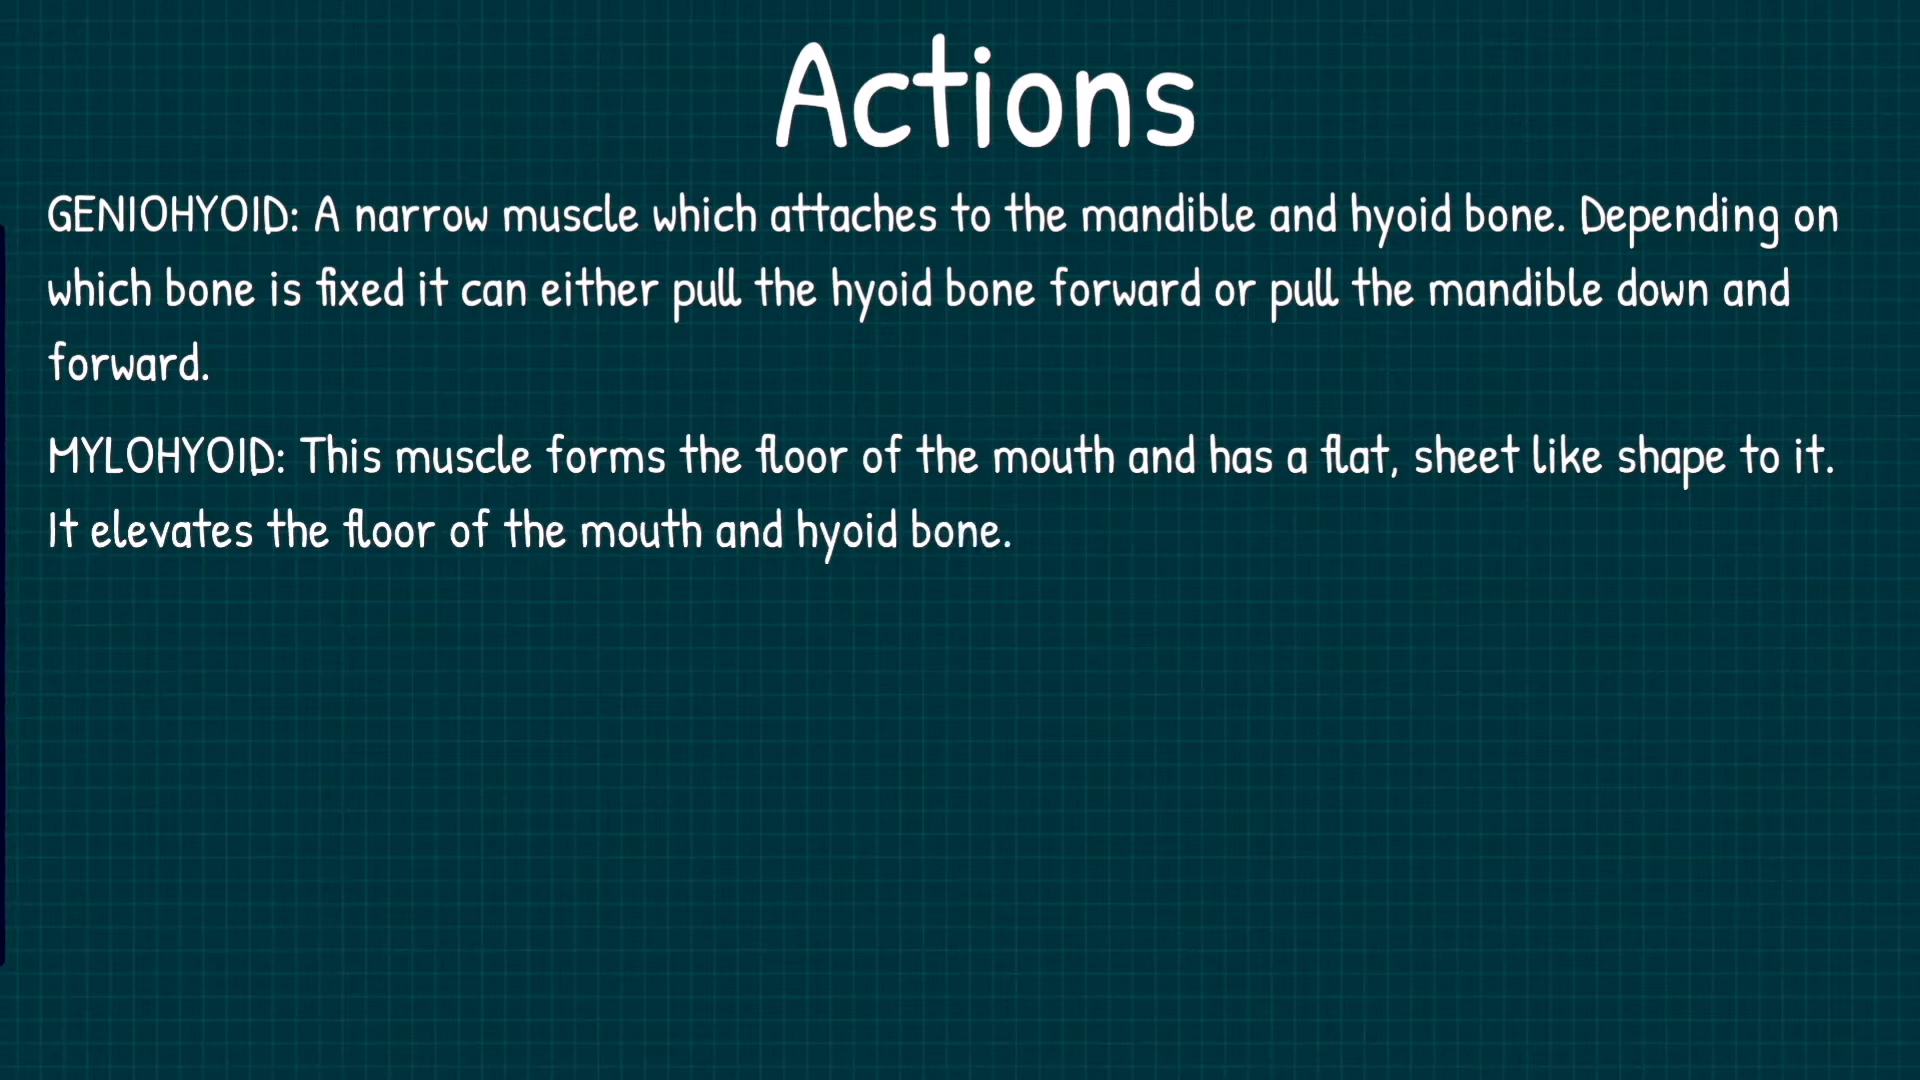 Actions
GENIOHYOID: A narrow muscle which attaches to the mandible and hyoid bone. Depending on
which bone is fixed it can either pull the hyoid bone forward or pull the mandible down and
forward.
MYLOHYOID: This muscle forms the floor of the mouth and has a flat, sheet like shape to it.
It elevates the floor of the mouth and hyoid bone.